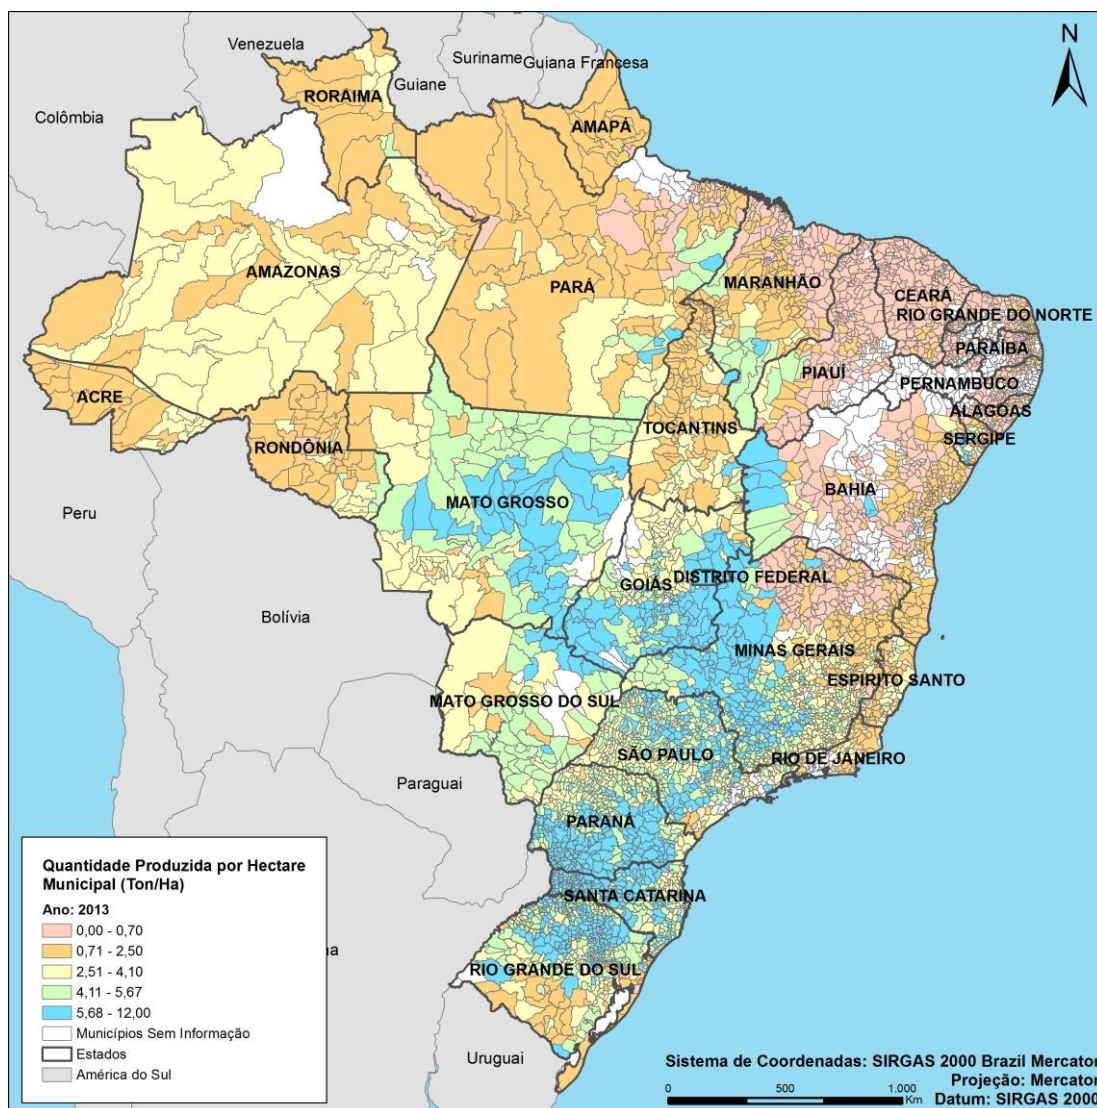 N
Venezuela
Suriname
Guiana Francesa
Guiane
Colômbia
RORAIMA
AMAPÁ
AMAZONAS
PARÁ
MARANHÃO
CEARÁ
RIO GRANDE DO NORTE
PARAÍBA
PIAUÍ
PERNAMBUCO
ACRE
ALAGOAS
TOCANTINS
SERGIPE
RONDÔNIA
BAHIA
MATO GROSSO
Peru
GOIÁS
DISTRITO FEDERAL
Bolívia
MINAS GERAIS
ESPIRITO SANTO
MATO GROSSO DO SUL
SÃO PAULO
RIO DE JANEIRO
Paraguai
PARANÁ
SANTA CATARINA
RIO GRANDE DO SUL
Uruguai
na
Quantidade Produzida por Hectare
Municipal (Ton/Ha)
Ano: 2013
0,00 - 0,70
0,71 - 2,50
2,51 - 4,10
4,11 - 5,67
5,68 - 12,00
Municípios Sem Informação
Estados
América do Sul
Sistema de Coordenadas: SIRGAS 2000 Brazil Mercator
Projeção: Mercator
Datum: SIRGAS 2000
0 500 1.000
Km